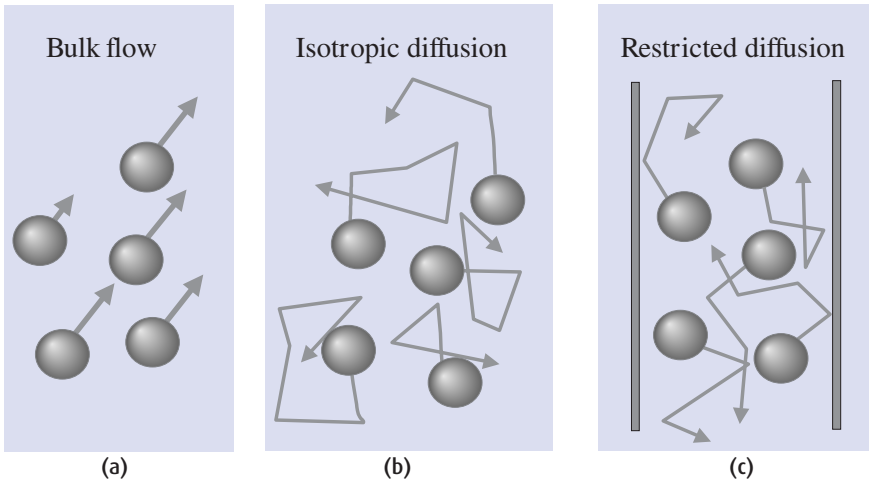 Bulk flow
Isotropic diffusion
Restricted diffusion
(a)
(b)
(c)